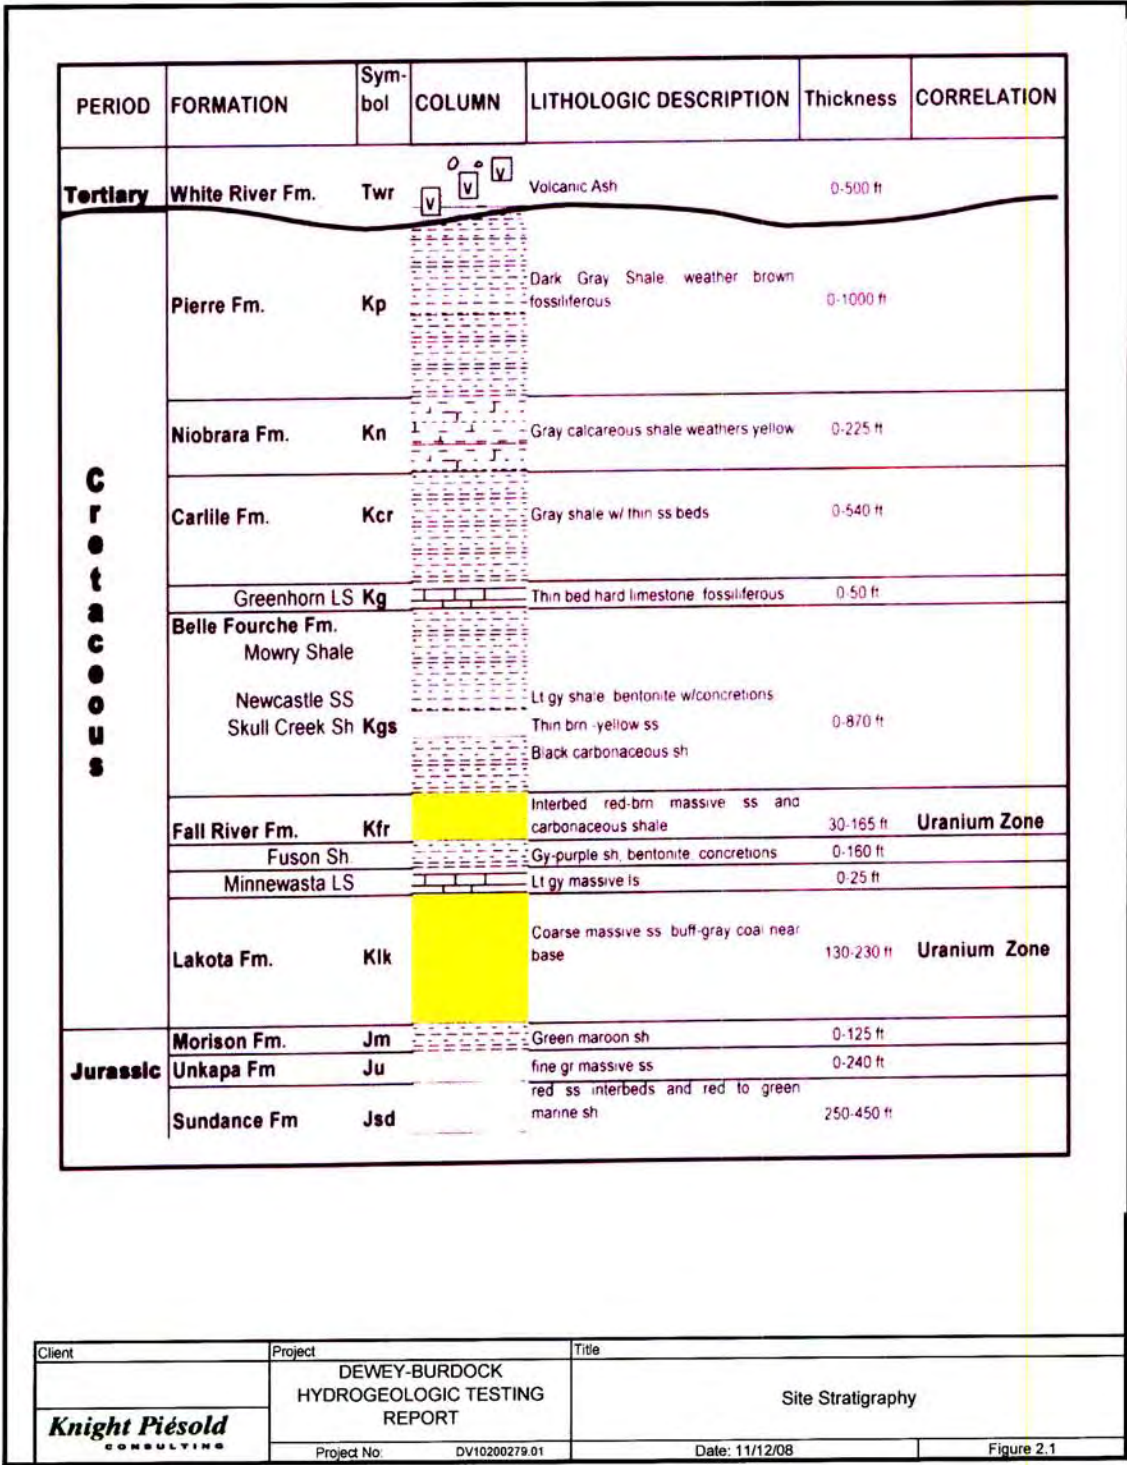 PERIOD FORMATION Sym-bol COLUMN LITHOLOGIC DESCRIPTION Thickness CORRELATION
Tertiary White River Fm. Twr V V V Volcanic Ash 0-500 ft
Pierre Fm. Kp Dark Gray Shale weather brown fossiliferous 0-1000 ft
Niobrara Fm. Kn Gray calcareous shale weathers yellow 0-225 ft
Cretaceous
Carlile Fm. Kcr Gray shale w/ thin ss beds 0-540 ft
Greenhorn LS Kg Thin bed hard limestone fossiliferous 0-50 ft
Belle Fourche Fm.
Mowry Shale
Newcastle SS Lt gy shale bentonite w/concretions
Skull Creek Sh Kgs Thin brn -yellow ss 0-870 ft
Black carbonaceous sh
Fall River Fm. Kfr Interbed red-brn massive ss and carbonaceous shale 30-165 ft Uranium Zone
Fuson Sh Gy-purple sh, bentonite concretions 0-160 ft
Minnewasta LS Lt gy massive ls 0-25 ft
Lakota Fm. Klk Coarse massive ss buff-gray coal near base 130-230 ft Uranium Zone
Morison Fm. Jm Green maroon sh 0-125 ft
Jurassic Unkapa Fm Ju fine gr massive ss 0-240 ft
Sundance Fm Jsd red ss interbeds and red to green marine sh 250-450 ft
Client Project Title
DEWEY-BURDOCK
HYDROGEOLOGIC TESTING
REPORT
Site Stratigraphy
Knight Piésold
CONSULTING
Project No: DV10200279.01 Date: 11/12/08 Figure 2.1